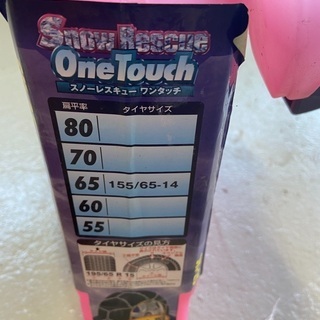 Snow Rescue
OneTouch
スノーレスキュー ワンタッチ
扁平率 タイヤサイズ
80
70
65 155/65-14
60
55
タイヤサイズの見方